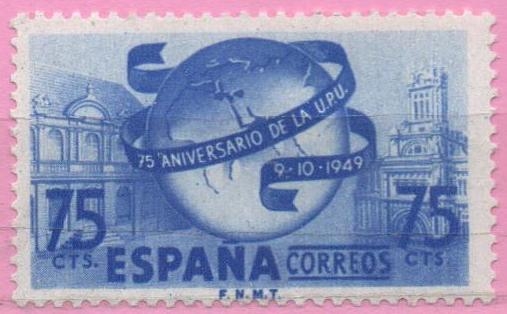 75 ANIVERSARIO DE LA U.P.U.
9-10-1949
75
CTS.
75
CTS.
ESPAÑA CORREOS
F.N.M.T.